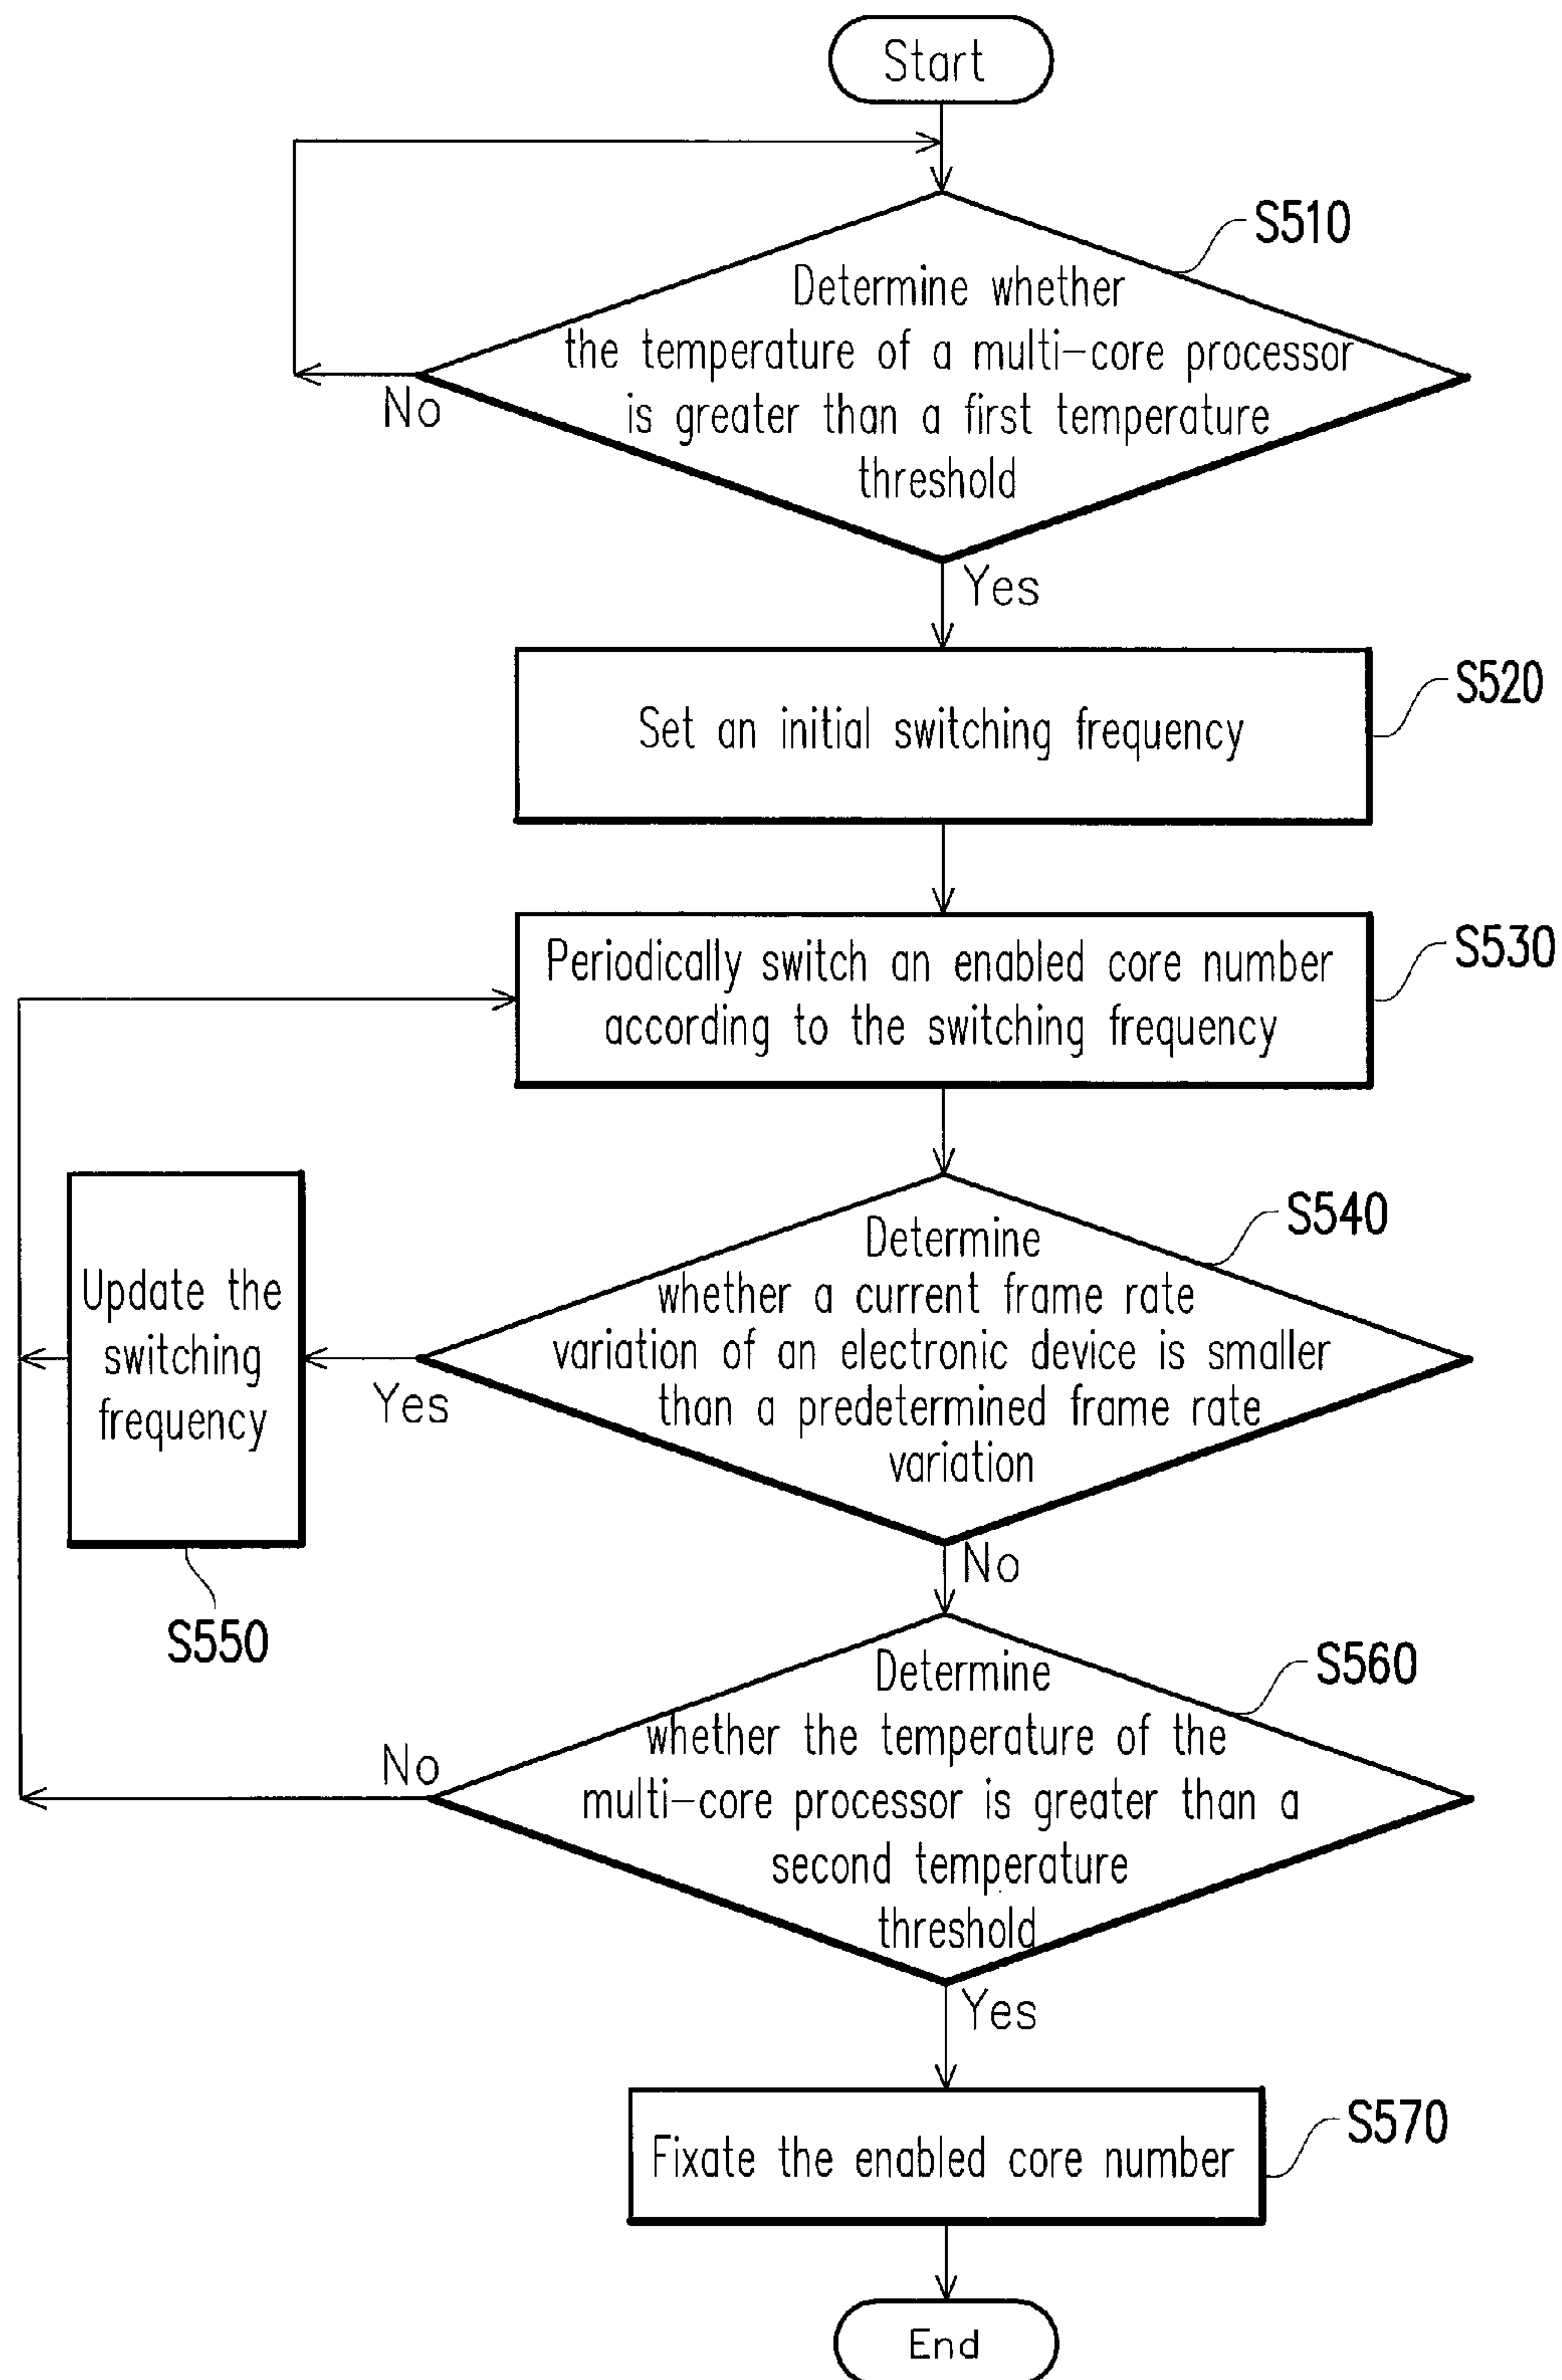 Start
S510
Determine whether
the temperature of a multi-core processor
is greater than a first temperature
threshold
No
Yes
Set an initial switching frequency
S520
Periodically switch an enabled core number
according to the switching frequency
S530
S540
Determine
whether a current frame rate
variation of an electronic device is smaller
than a predetermined frame rate
variation
Yes
Update the
switching
frequency
S550
No
S560
Determine
whether the temperature of the
multi-core processor is greater than a
second temperature
threshold
No
Yes
Fixate the enabled core number
S570
End